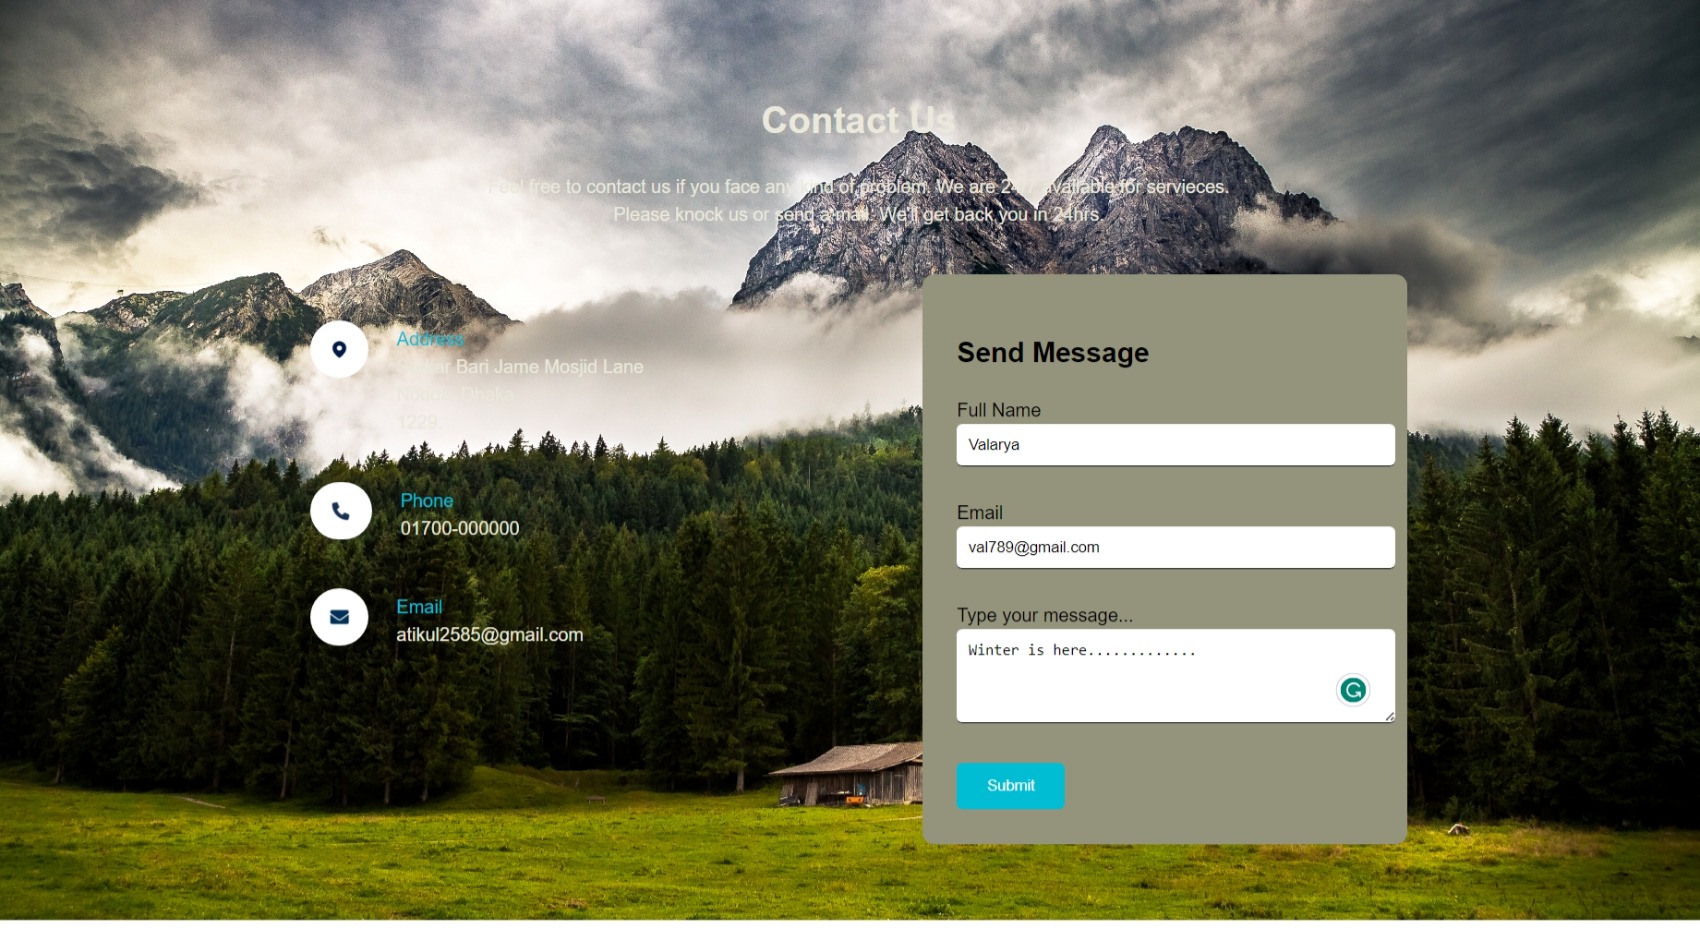 Contact Us
Feel free to contact us if you face any kind of problem. We are 24/7 available for servieces.
Please knock us or send a mail. We'll get back you in 24hrs.
Address
Bari Jame Mosjid Lane
Dhaka
1229.
Phone
01700-000000
Email
atikul2585@gmail.com
Send Message
Full Name
Valarya
Email
val789@gmail.com
Type your message...
Winter is here.............
Submit